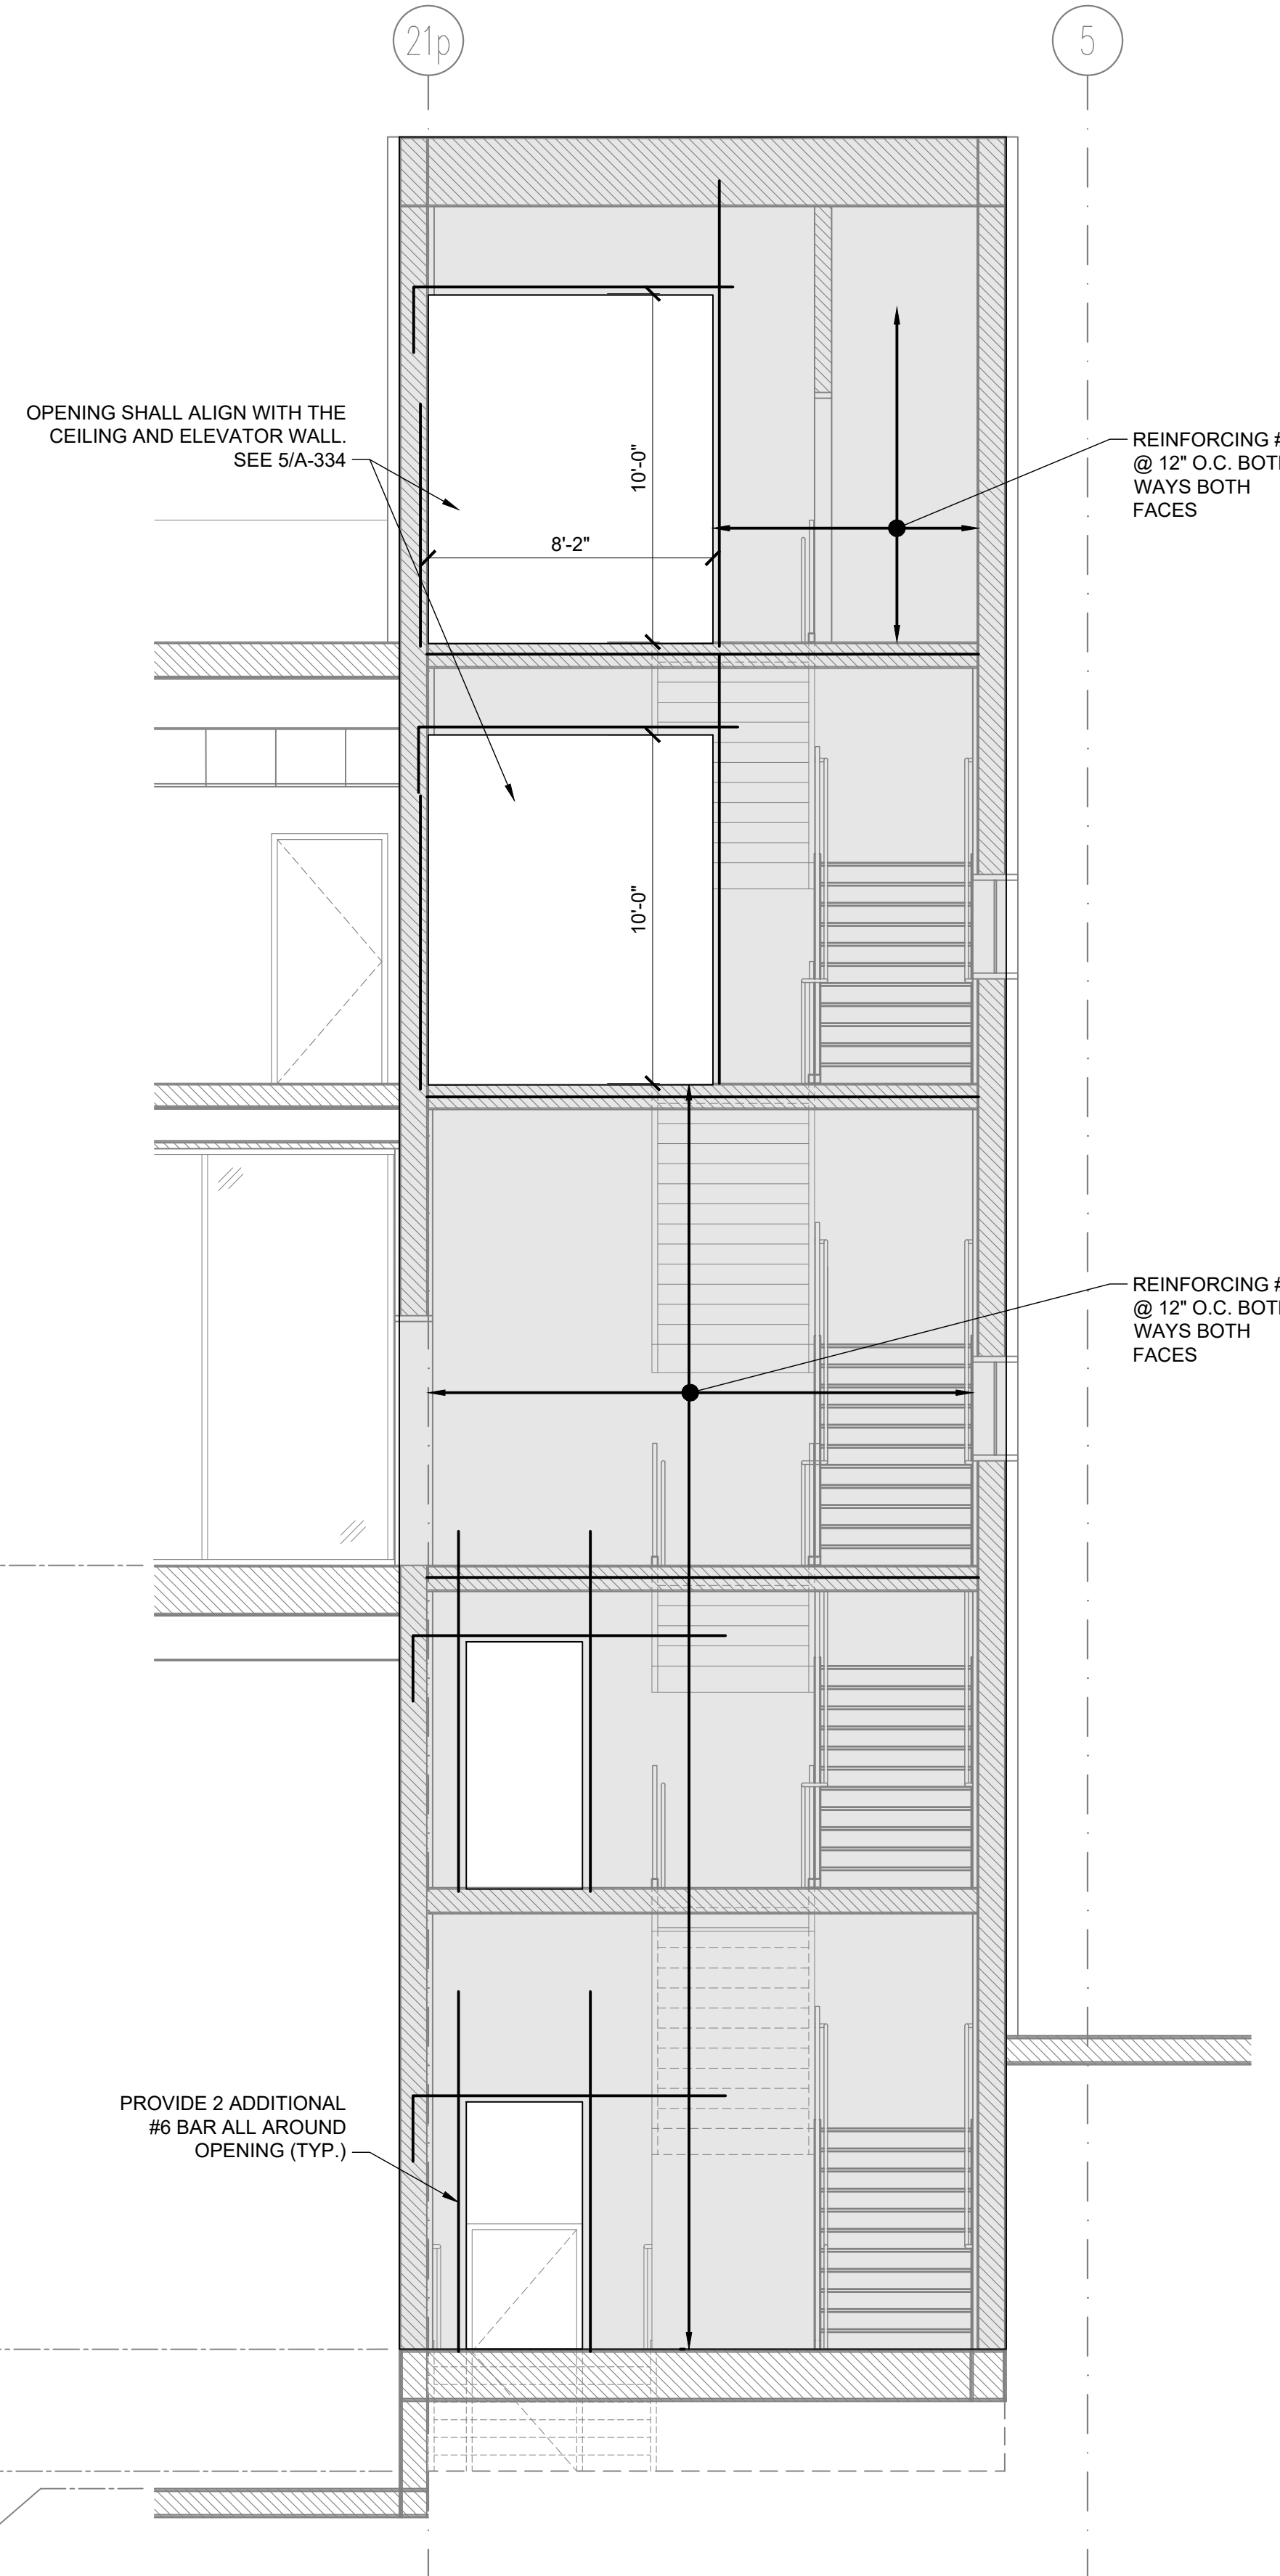 21p
5
OPENING SHALL ALIGN WITH THE
CEILING AND ELEVATOR WALL.
SEE 5/A-334
10'-0"
8'-2"
REINFORCING #
@ 12" O.C. BOTH
WAYS BOTH
FACES
10'-0"
REINFORCING #
@ 12" O.C. BOTH
WAYS BOTH
FACES
PROVIDE 2 ADDITIONAL
#6 BAR ALL AROUND
OPENING (TYP.)